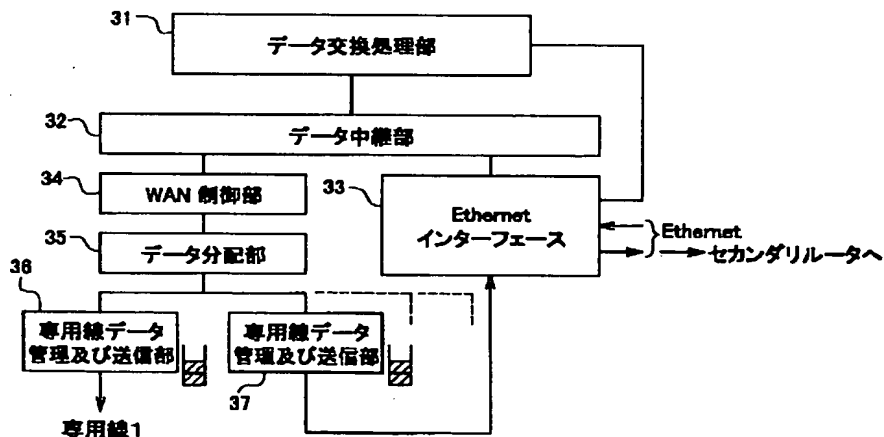 31
データ交換処理部
32
データ中継部
34
WAN 制御部
33
Ethernet
インターフェース
Ethernet
セカンダリルータへ
35
データ分配部
36
専用線データ
管理及び送信部
専用線データ
管理及び送信部
37
専用線1